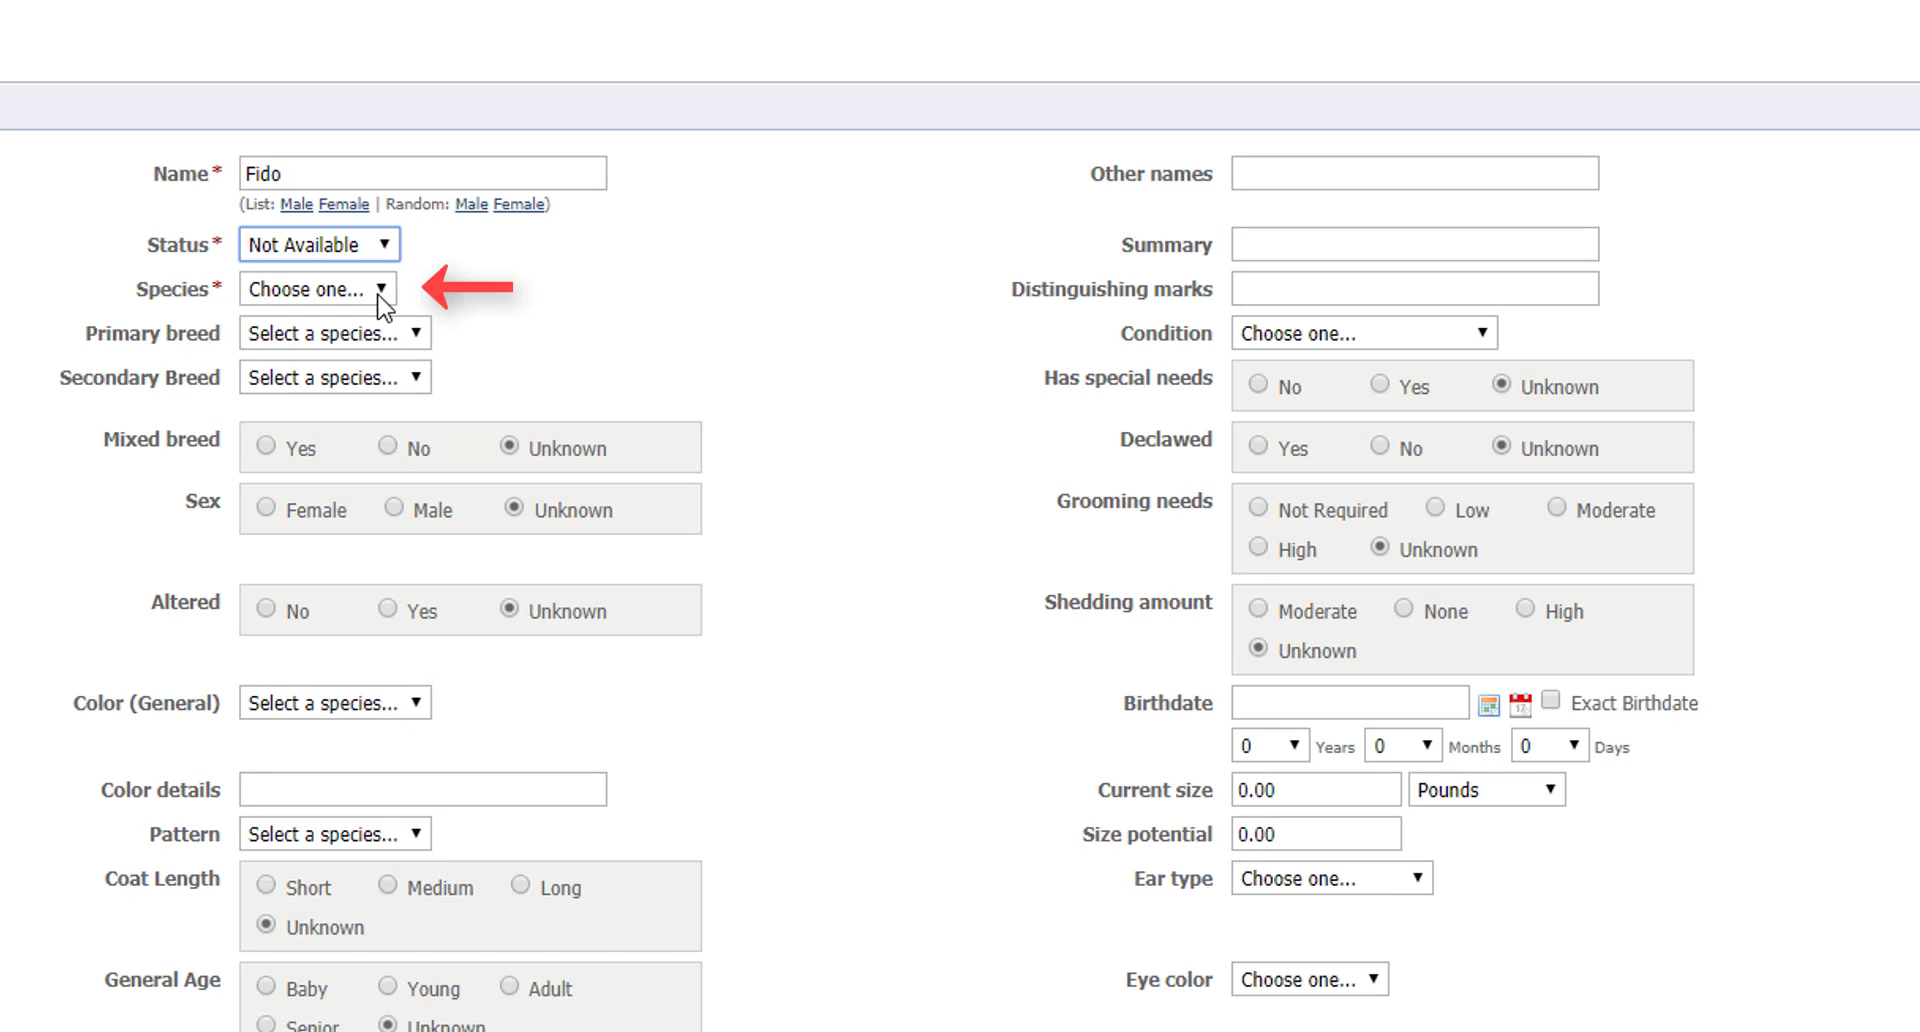 Name* Fido
(List: Male Female | Random: Male Female)
Status* Not Available
Species* Choose one...
Primary breed Select a species...
Secondary Breed Select a species...
Mixed breed Yes No Unknown
Sex Female Male Unknown
Altered No Yes Unknown
Color (General) Select a species...
Color details
Pattern Select a species...
Coat Length Short Medium Long
Unknown
General Age Baby Young Adult
Senior Unknown
Other names
Summary
Distinguishing marks
Condition Choose one...
Has special needs No Yes Unknown
Declawed Yes No Unknown
Grooming needs Not Required Low Moderate
High Unknown
Shedding amount Moderate None High
Unknown
Birthdate 17 Exact Birthdate
0 Years 0 Months 0 Days
Current size 0.00 Pounds
Size potential 0.00
Ear type Choose one...
Eye color Choose one...